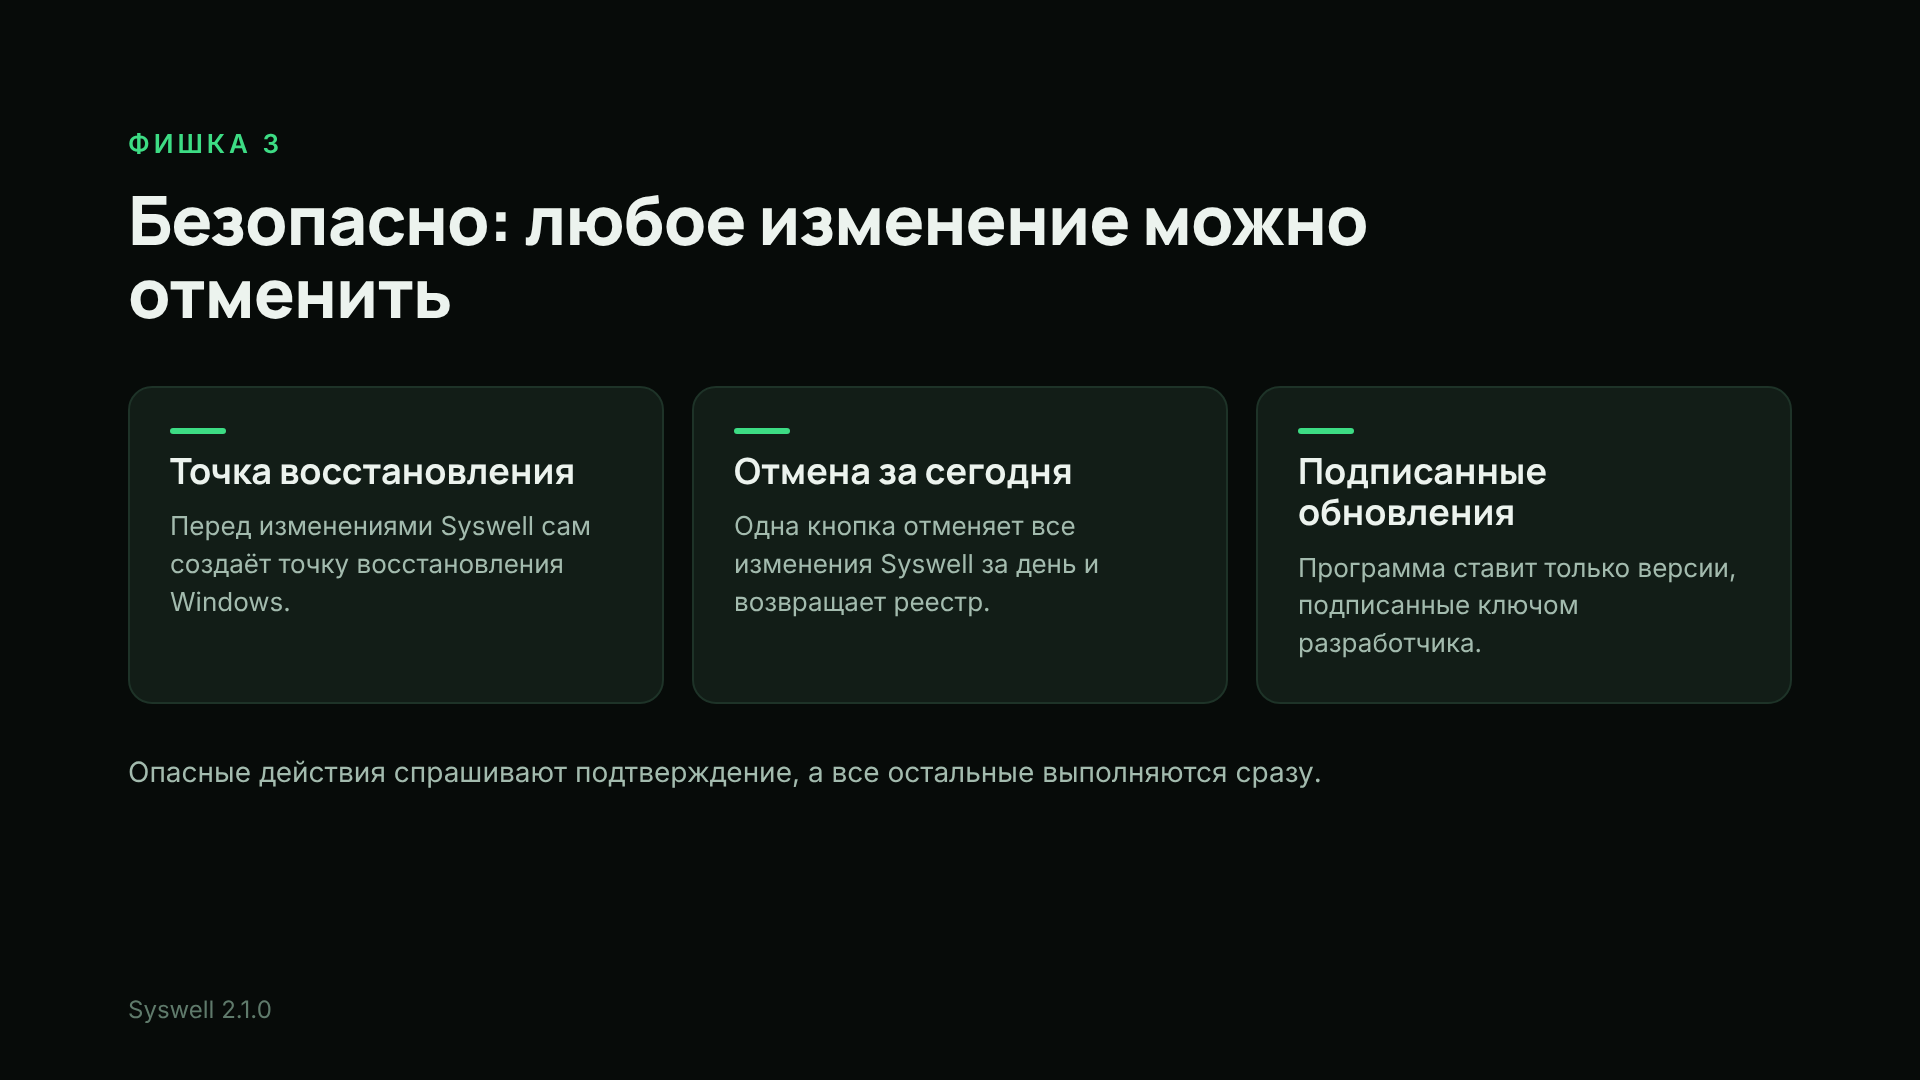 ФИШКА 3
Безопасно: любое изменение можно
отменить
Точка восстановления
Перед изменениями Syswell сам
создаёт точку восстановления
Windows.
Отмена за сегодня
Одна кнопка отменяет все
изменения Syswell за день и
возвращает реестр.
Подписанные
обновления
Программа ставит только версии,
подписанные ключом
разработчика.
Опасные действия спрашивают подтверждение, а все остальные выполняются сразу.
Syswell 2.1.0